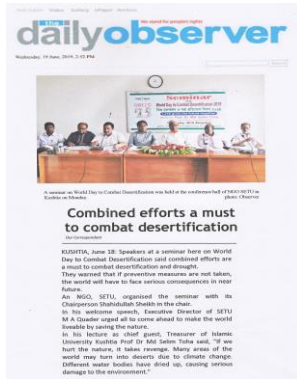 We stand for people's rights
the
dailyobserver
Wednesday, 19 June, 2019, 2:52 PM
A seminar on World Day to Combat Desertification was held at the conference hall of NGO SETU in
Kushtia on Monday.
photo: Observer
Combined efforts a must
to combat desertification
Our Correspondent
KUSHTIA, June 18: Speakers at a seminar here on World
Day to Combat Desertification said combined efforts are
a must to combat desertification and drought.
They warned that if preventive measures are not taken,
the world will have to face serious consequences in near
future.
An NGO, SETU, organised the seminar with its
Chairperson Shahidullah Sheikh in the chair.
In his welcome speech, Executive Director of SETU
M A Quader urged all to come ahead to make the world
liveable by saving the nature.
In his lecture as chief guest, Treasurer of Islamic
University Kushtia Prof Dr Md Selim Toha said, "If we
hurt the nature, it takes revenge. Many areas of the
world may turn into deserts due to climate change.
Different water bodies have dried up, causing serious
damage to the environment."